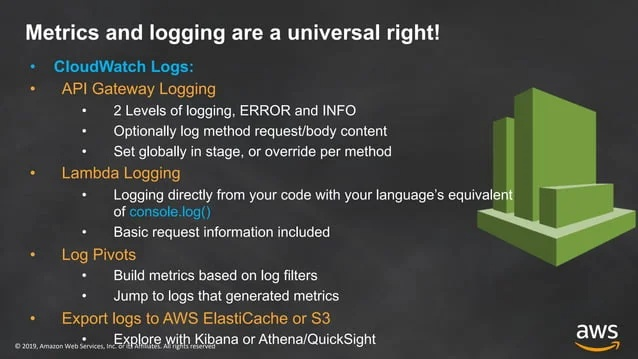 Metrics and logging are a universal right!
• CloudWatch Logs:
• API Gateway Logging
• 2 Levels of logging, ERROR and INFO
• Optionally log method request/body content
• Set globally in stage, or override per method
• Lambda Logging
• Logging directly from your code with your language's equivalent
of console.log()
• Basic request information included
• Log Pivots
• Build metrics based on log filters
• Jump to logs that generated metrics
• Export logs to AWS ElastiCache or S3
• Explore with Kibana or Athena/QuickSight
© 2019, Amazon Web Services, Inc. or its Affiliates. All rights reserved
aws